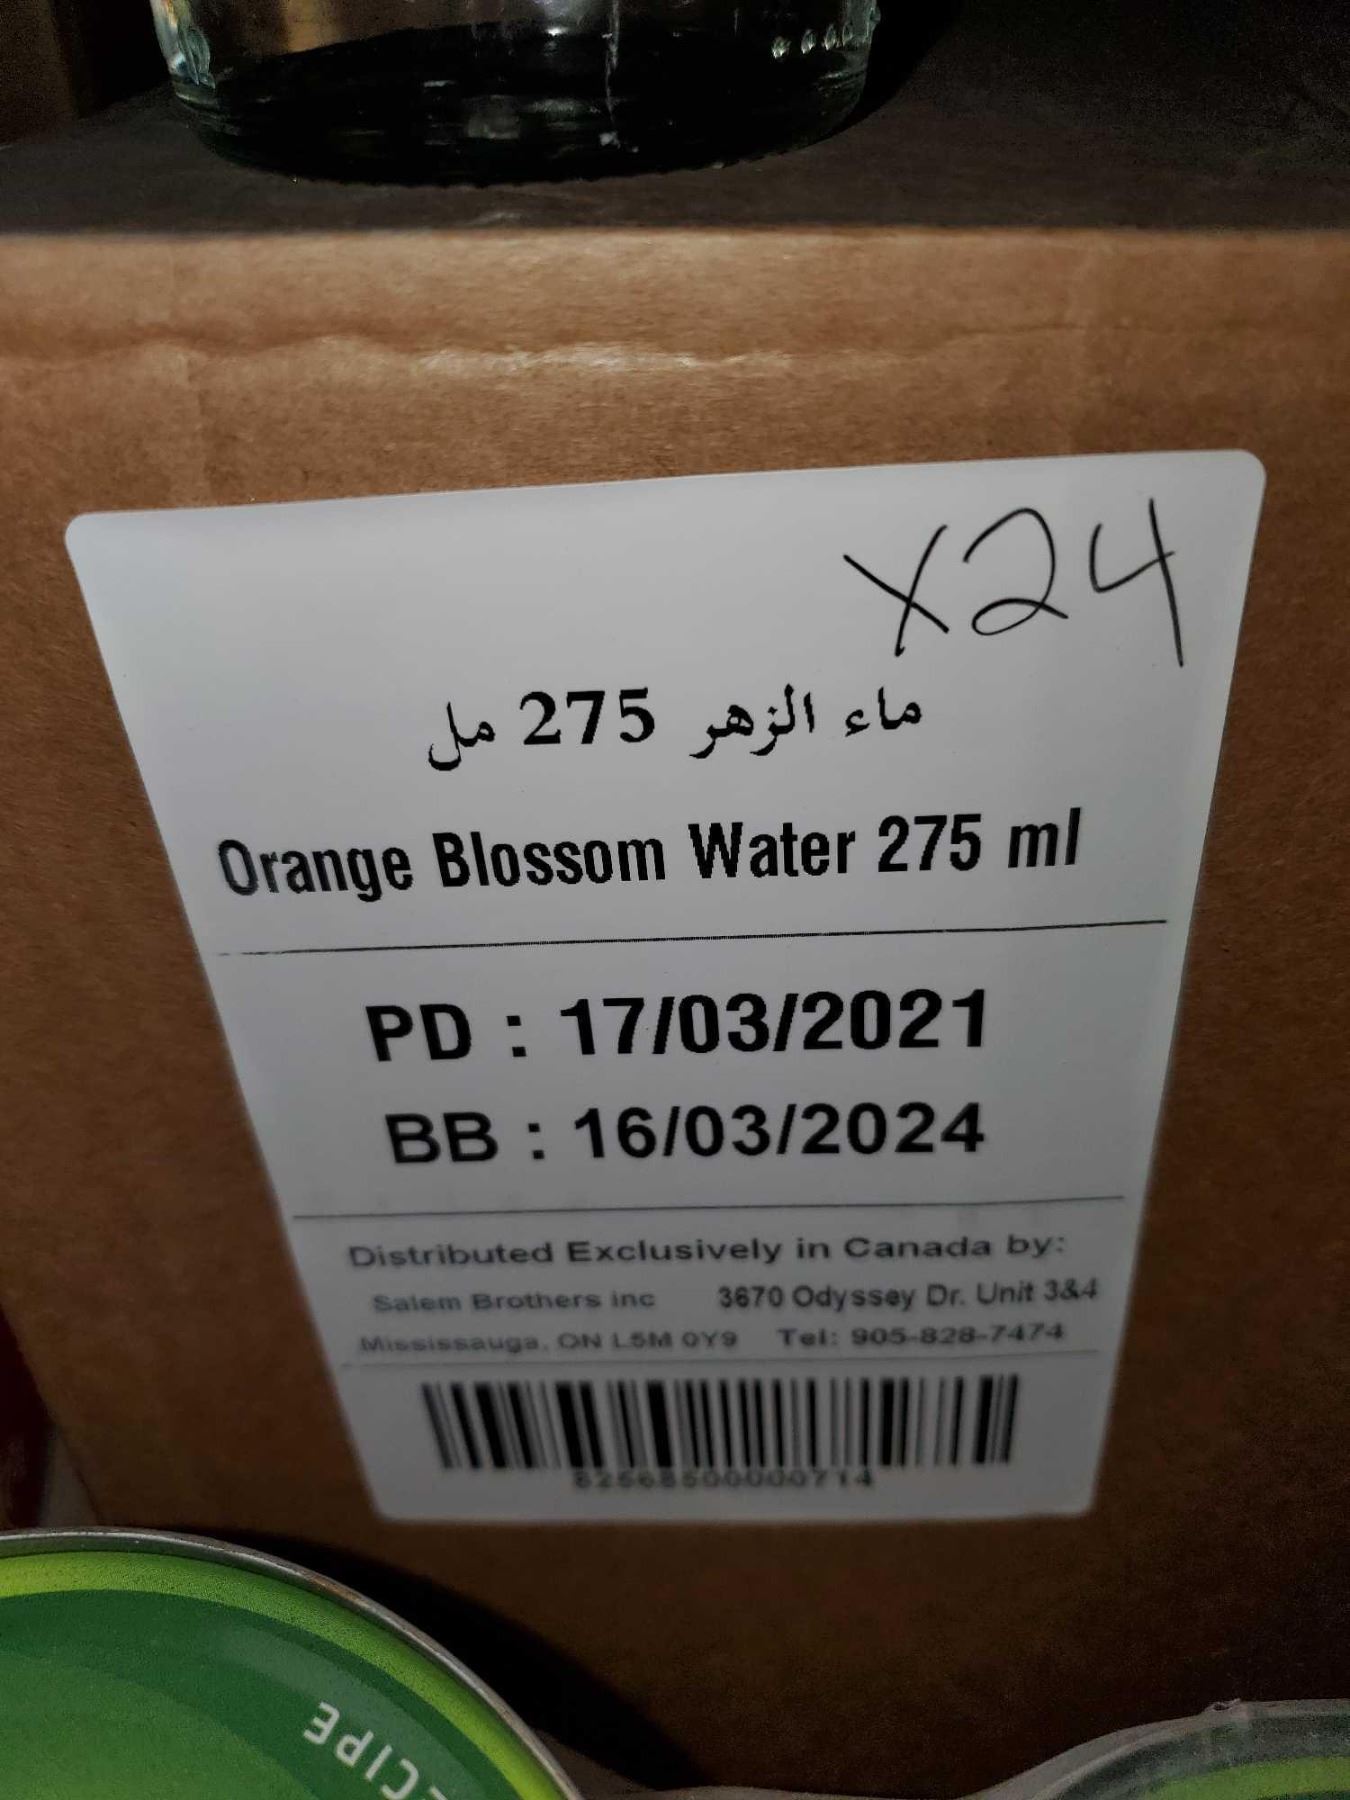 X24
ماء الزهر 275 مل
Orange Blossom Water 275 ml
PD : 17/03/2021
BB : 16/03/2024
Distributed Exclusively in Canada by:
Salem Brothers inc 3670 Odyssey Dr. Unit 3&4
Mississauga, ON L5M 0Y9 Tel: 905-828-7474